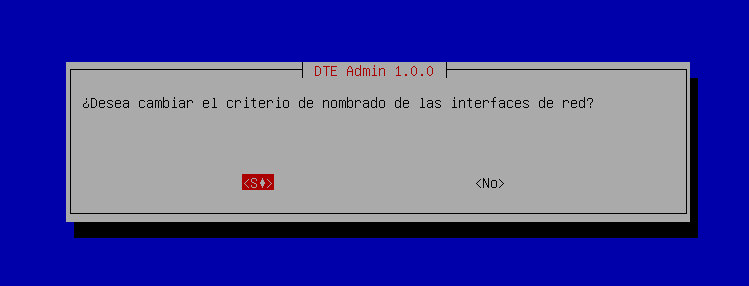 DTE Admin 1.0.0
¿Desea cambiar el criterio de nombrado de las interfaces de red?
<S♦> <No>